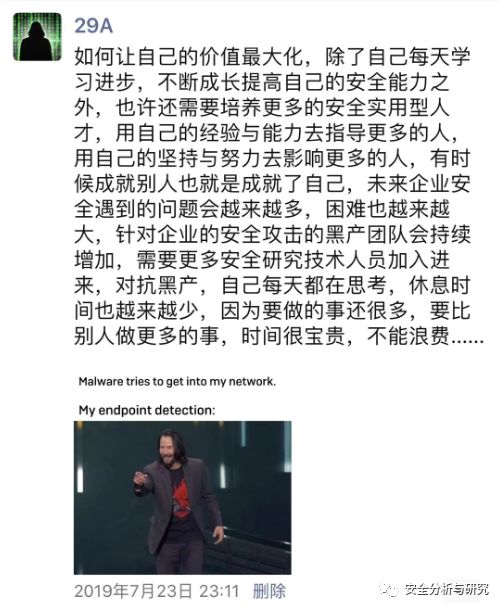 29A
如何让自己的价值最大化，除了自己每天学
习进步，不断成长提高自己的安全能力之
外，也许还需要培养更多的安全实用型人
才，用自己的经验与能力去指导更多的人，
用自己的坚持与努力去影响更多的人，有时
候成就别人也就是成就了自己，未来企业安
全遇到的问题会越来越多，困难也越来越
大，针对企业的安全攻击的黑产团队会持续
增加，需要更多安全研究技术人员加入进
来，对抗黑产，自己每天都在思考，休息时
间也越来越少，因为要做的事还很多，要比
别人做更多的事，时间很宝贵，不能浪费......
Malware tries to get into my network.
My endpoint detection:
2019年7月23日 23:11 删除
安全分析与研究